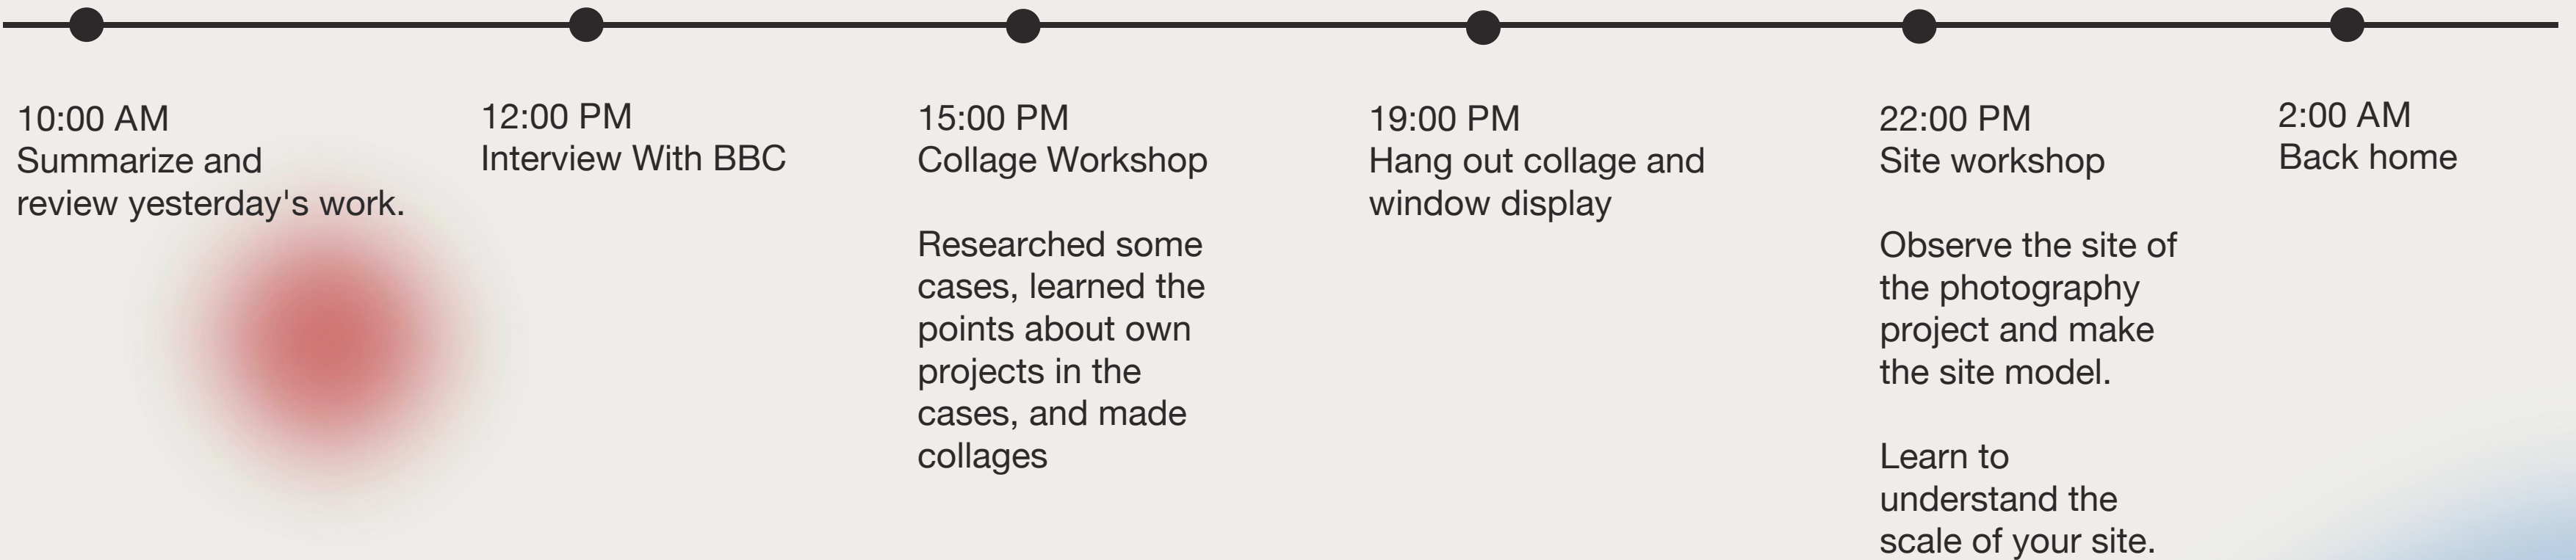 10:00 AM
Summarize and
review yesterday's work.
12:00 PM
Interview With BBC
15:00 PM
Collage Workshop
Researched some
cases, learned the
points about own
projects in the
cases, and made
collages
19:00 PM
Hang out collage and
window display
22:00 PM
Site workshop
Observe the site of
the photography
project and make
the site model.
Learn to
understand the
scale of your site.
2:00 AM
Back home